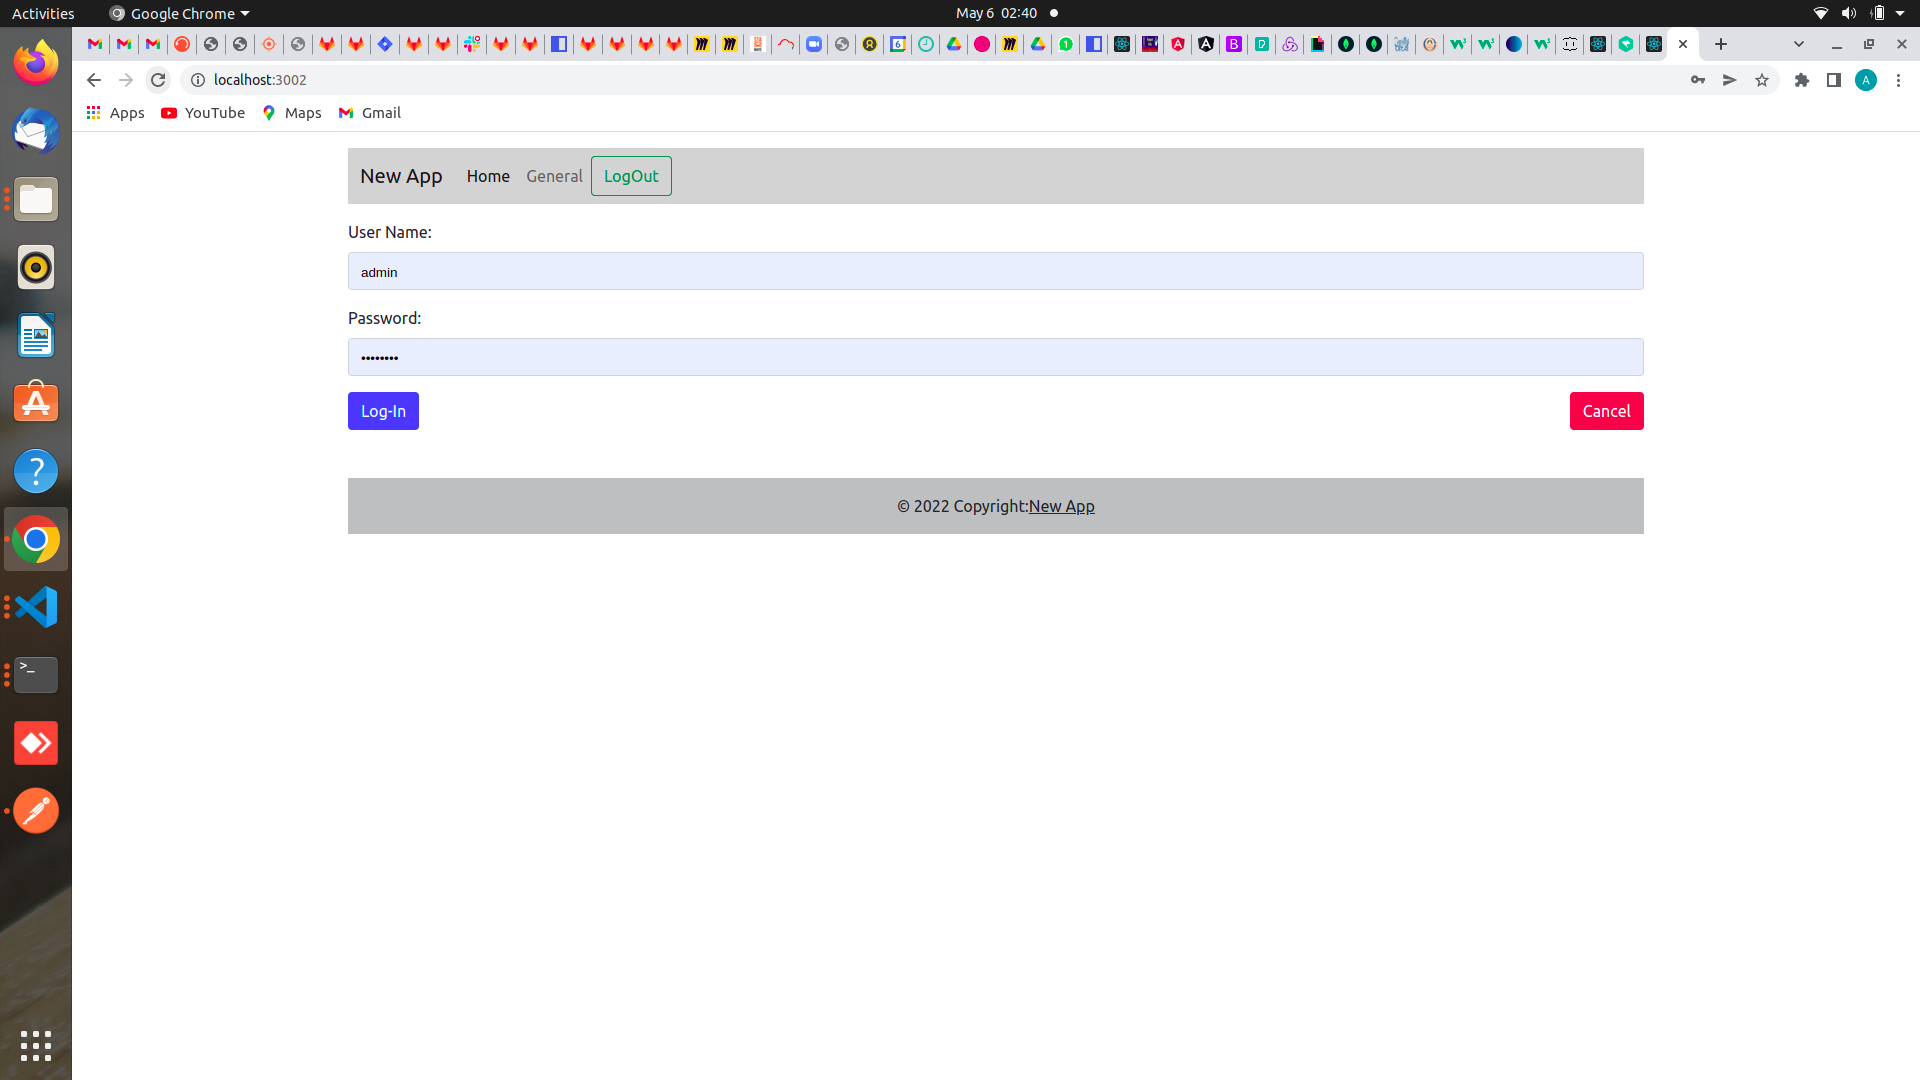 Activities
Google Chrome
May 6 02:40
localhost:3002
A
Apps
YouTube
Maps
Gmail
New App
Home
General
LogOut
User Name:
admin
Password:
••••••••
Log-In
Cancel
© 2022 Copyright:New App